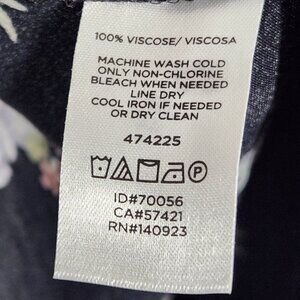 100% VISCOSE/ VISCOSA
MACHINE WASH COLD
ONLY NON-CHLORINE
BLEACH WHEN NEEDED
LINE DRY
COOL IRON IF NEEDED
OR DRY CLEAN
474225
P
ID#70056
CA#57421
RN#140923